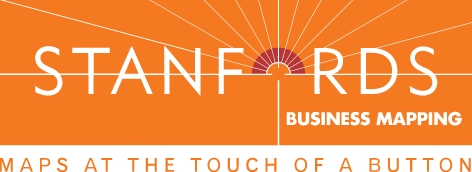 STANFORDS
BUSINESS MAPPING
MAPS AT THE TOUCH OF A BUTTON